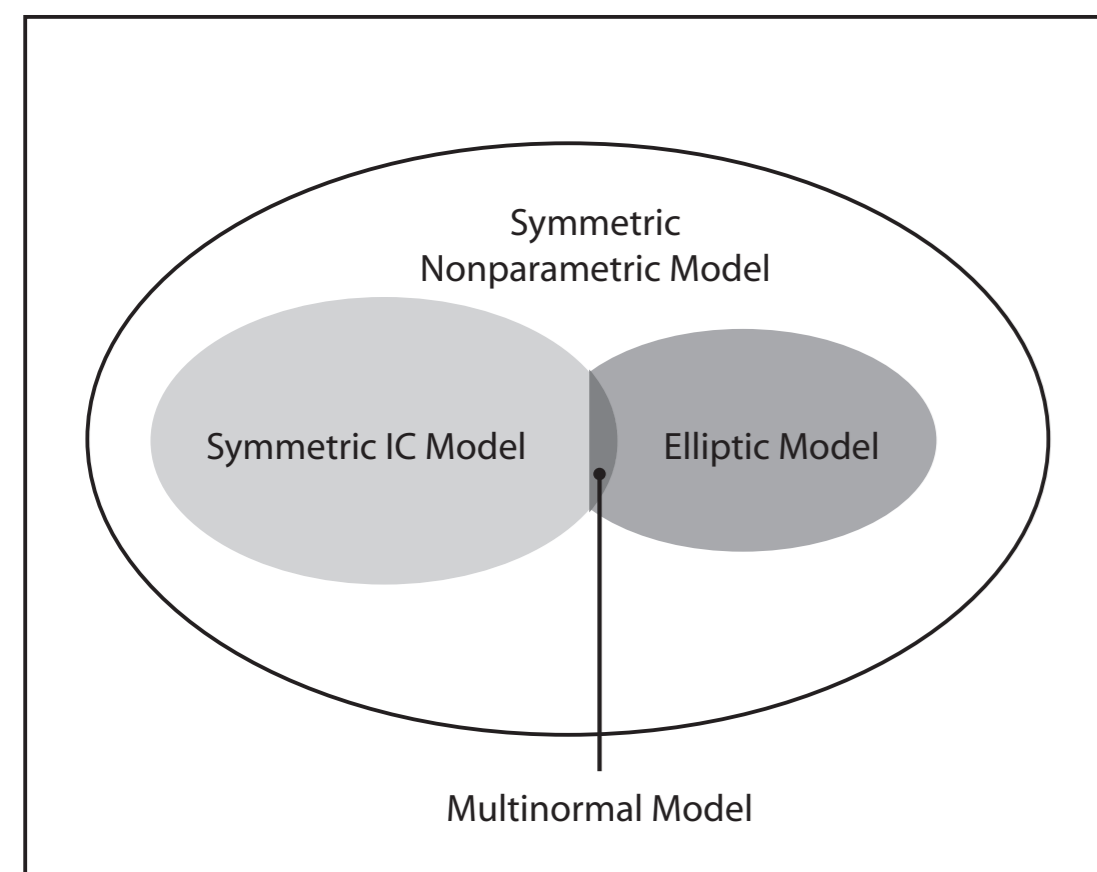 Symmetric
Nonparametric Model
Symmetric IC Model
Elliptic Model
Multinormal Model